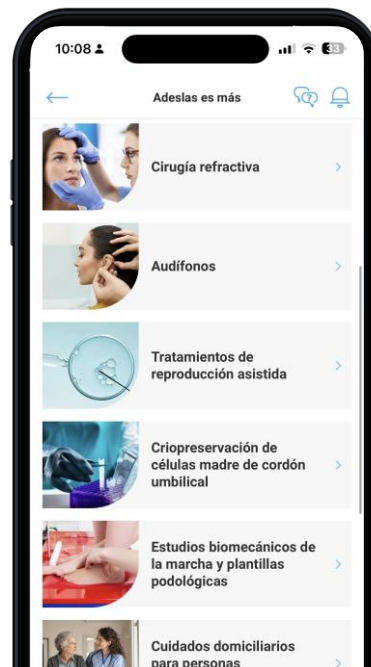 10:08
33
Adeslas es más
Cirugía refractiva
Audífonos
Tratamientos de
reproducción asistida
Criopreservación de
células madre de cordón
umbilical
Estudios biomecánicos de
la marcha y plantillas
podológicas
Cuidados domiciliarios
para personas